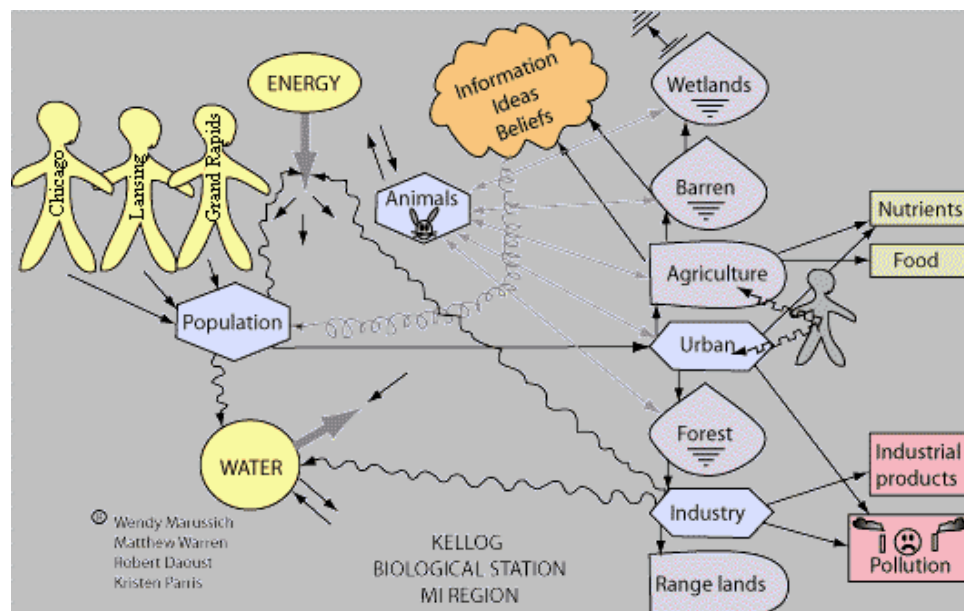 ENERGY
Information
Ideas
Beliefs
Wetlands
Chicago
Lansing
Grand Rapids
Animals
Barren
Nutrients
Agriculture
Food
Population
Urban
Forest
WATER
Industrial
products
Industry
Pollution
Range lands
Wendy Marussich
Matthew Warren
Robert Daoust
Kristen Parris
KELLOG
BIOLOGICAL STATION
MI REGION